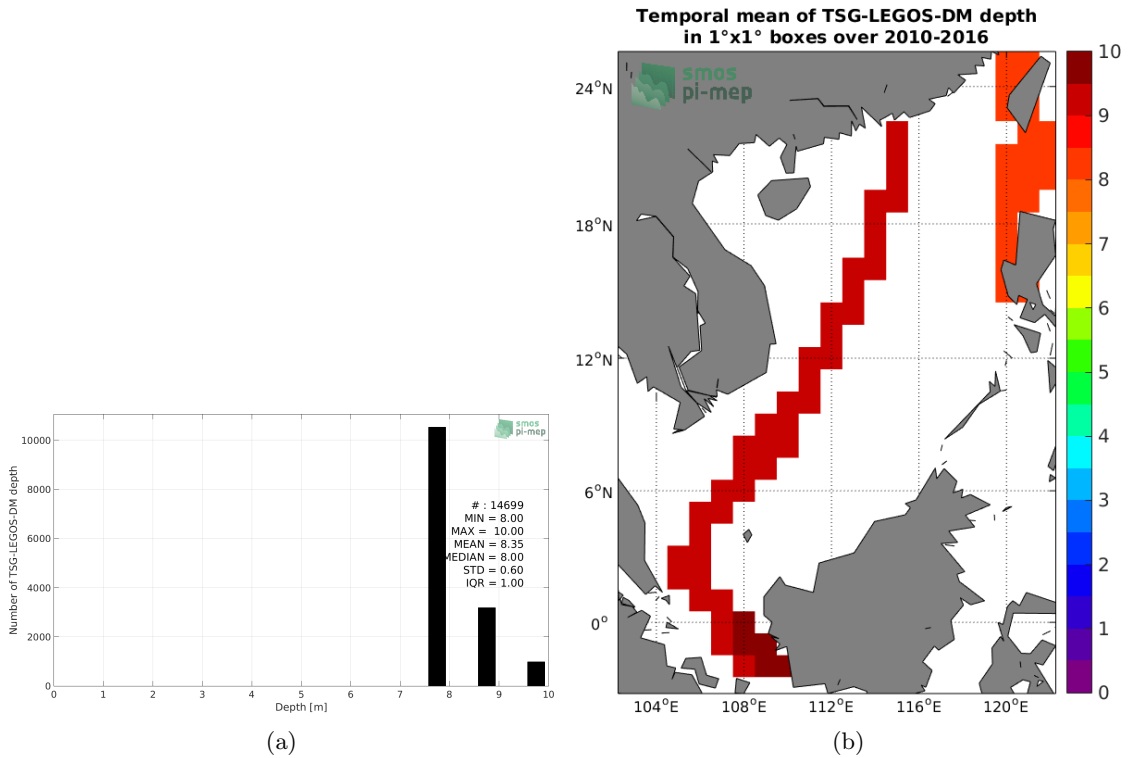 10000
8000
6000
4000
2000
0
Number of TSG-LEGOS-DM depth
smos
pi-mep
# : 14699
MIN = 8.00
MAX = 10.00
MEAN = 8.35
MEDIAN = 8.00
STD = 0.60
IQR = 1.00
0 1 2 3 4 5 6 7 8 9 10
Depth [m]
(a)
Temporal mean of TSG-LEGOS-DM depth
in 1°x1° boxes over 2010-2016
smos
pi-mep
24°N
18°N
12°N
6°N
0°
104°E 108°E 112°E 116°E 120°E
10
9
8
7
6
5
4
3
2
1
0
(b)